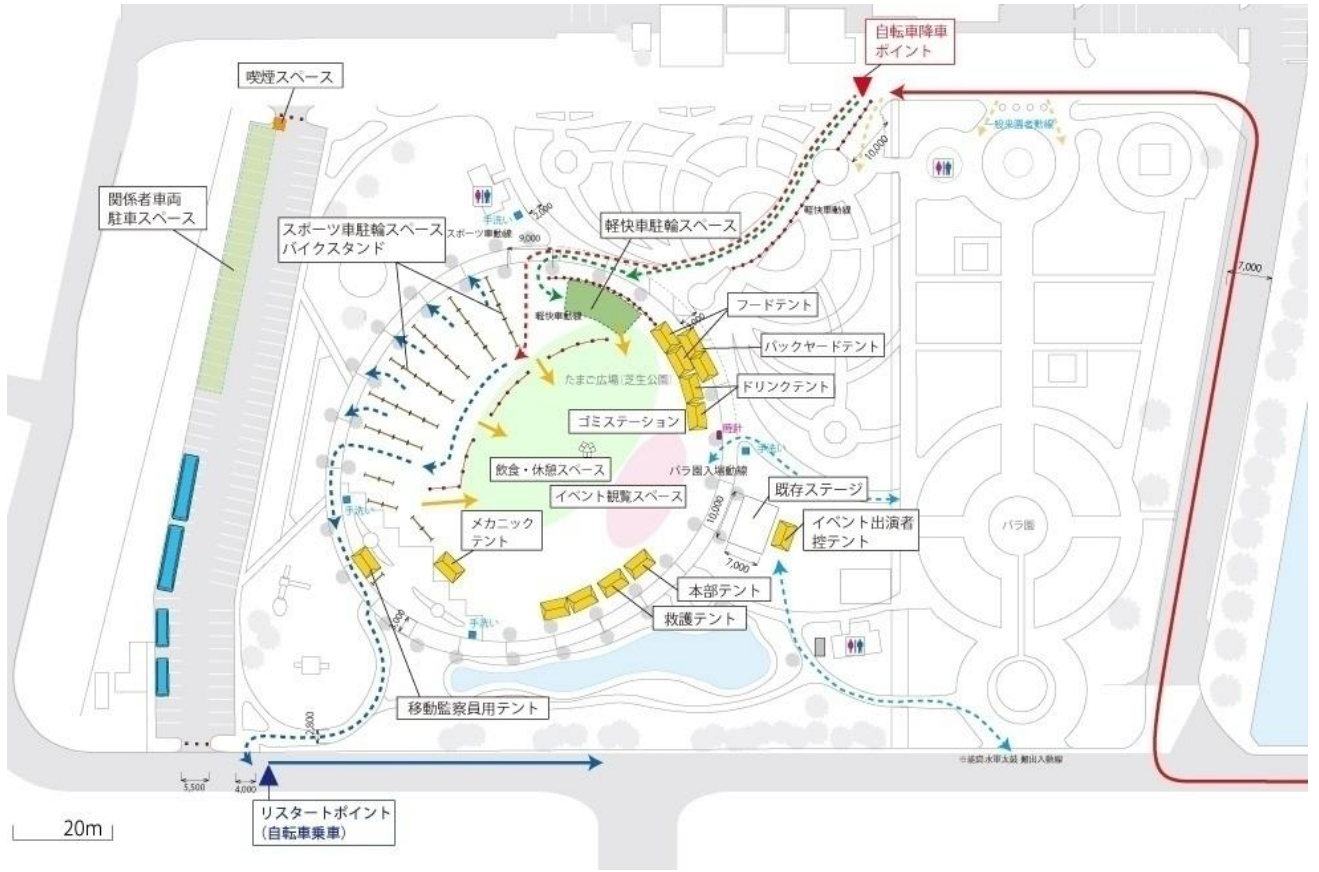 自転車降車
ポイント
喫煙スペース
一般来園者動線
10,000
関係者車両
駐車スペース
スポーツ車駐輪スペース
バイクスタンド
手洗い
2,000
スポーツ車動線
9,000
軽快車駐輪スペース
軽快車動線
7,000
軽快車動線
フードテント
バックヤードテント
たまご広場(芝生公園)
ドリンクテント
ゴミステーション
時計
手洗い
バラ園入場動線
飲食・休憩スペース
イベント観覧スペース
既存ステージ
10,000
手洗い
メカニック
テント
イベント出演者
控テント
バラ園
7,000
本部テント
救護テント
手洗い
移動監察員用テント
2,800
5,500
4,000
リスタートポイント
(自転車乗車)
20m